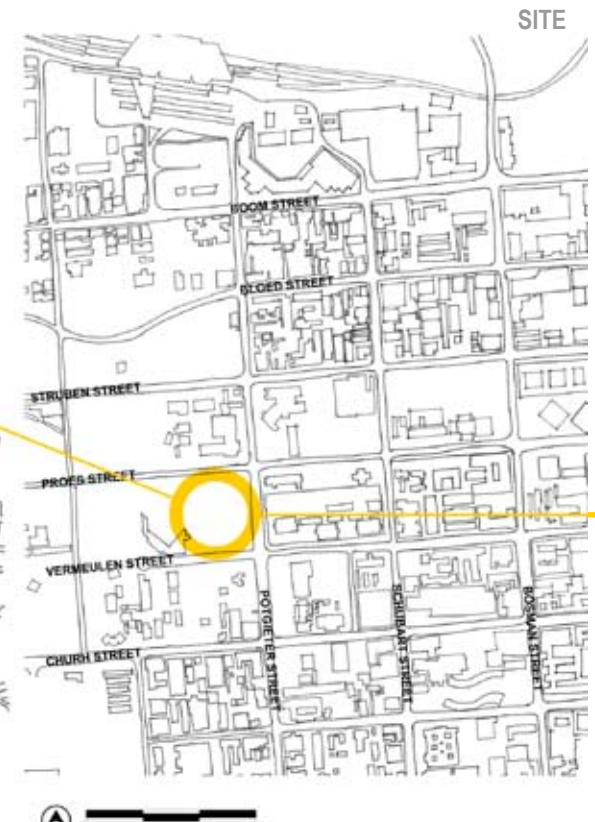 SITE
BOOM STREET
BLOED STREET
STRUBEN STREET
PROES STREET
VERMEULEN STREET
CHURH STREET
POTGIETER STREET
SCHUBART STREET
BOSMAN STREET